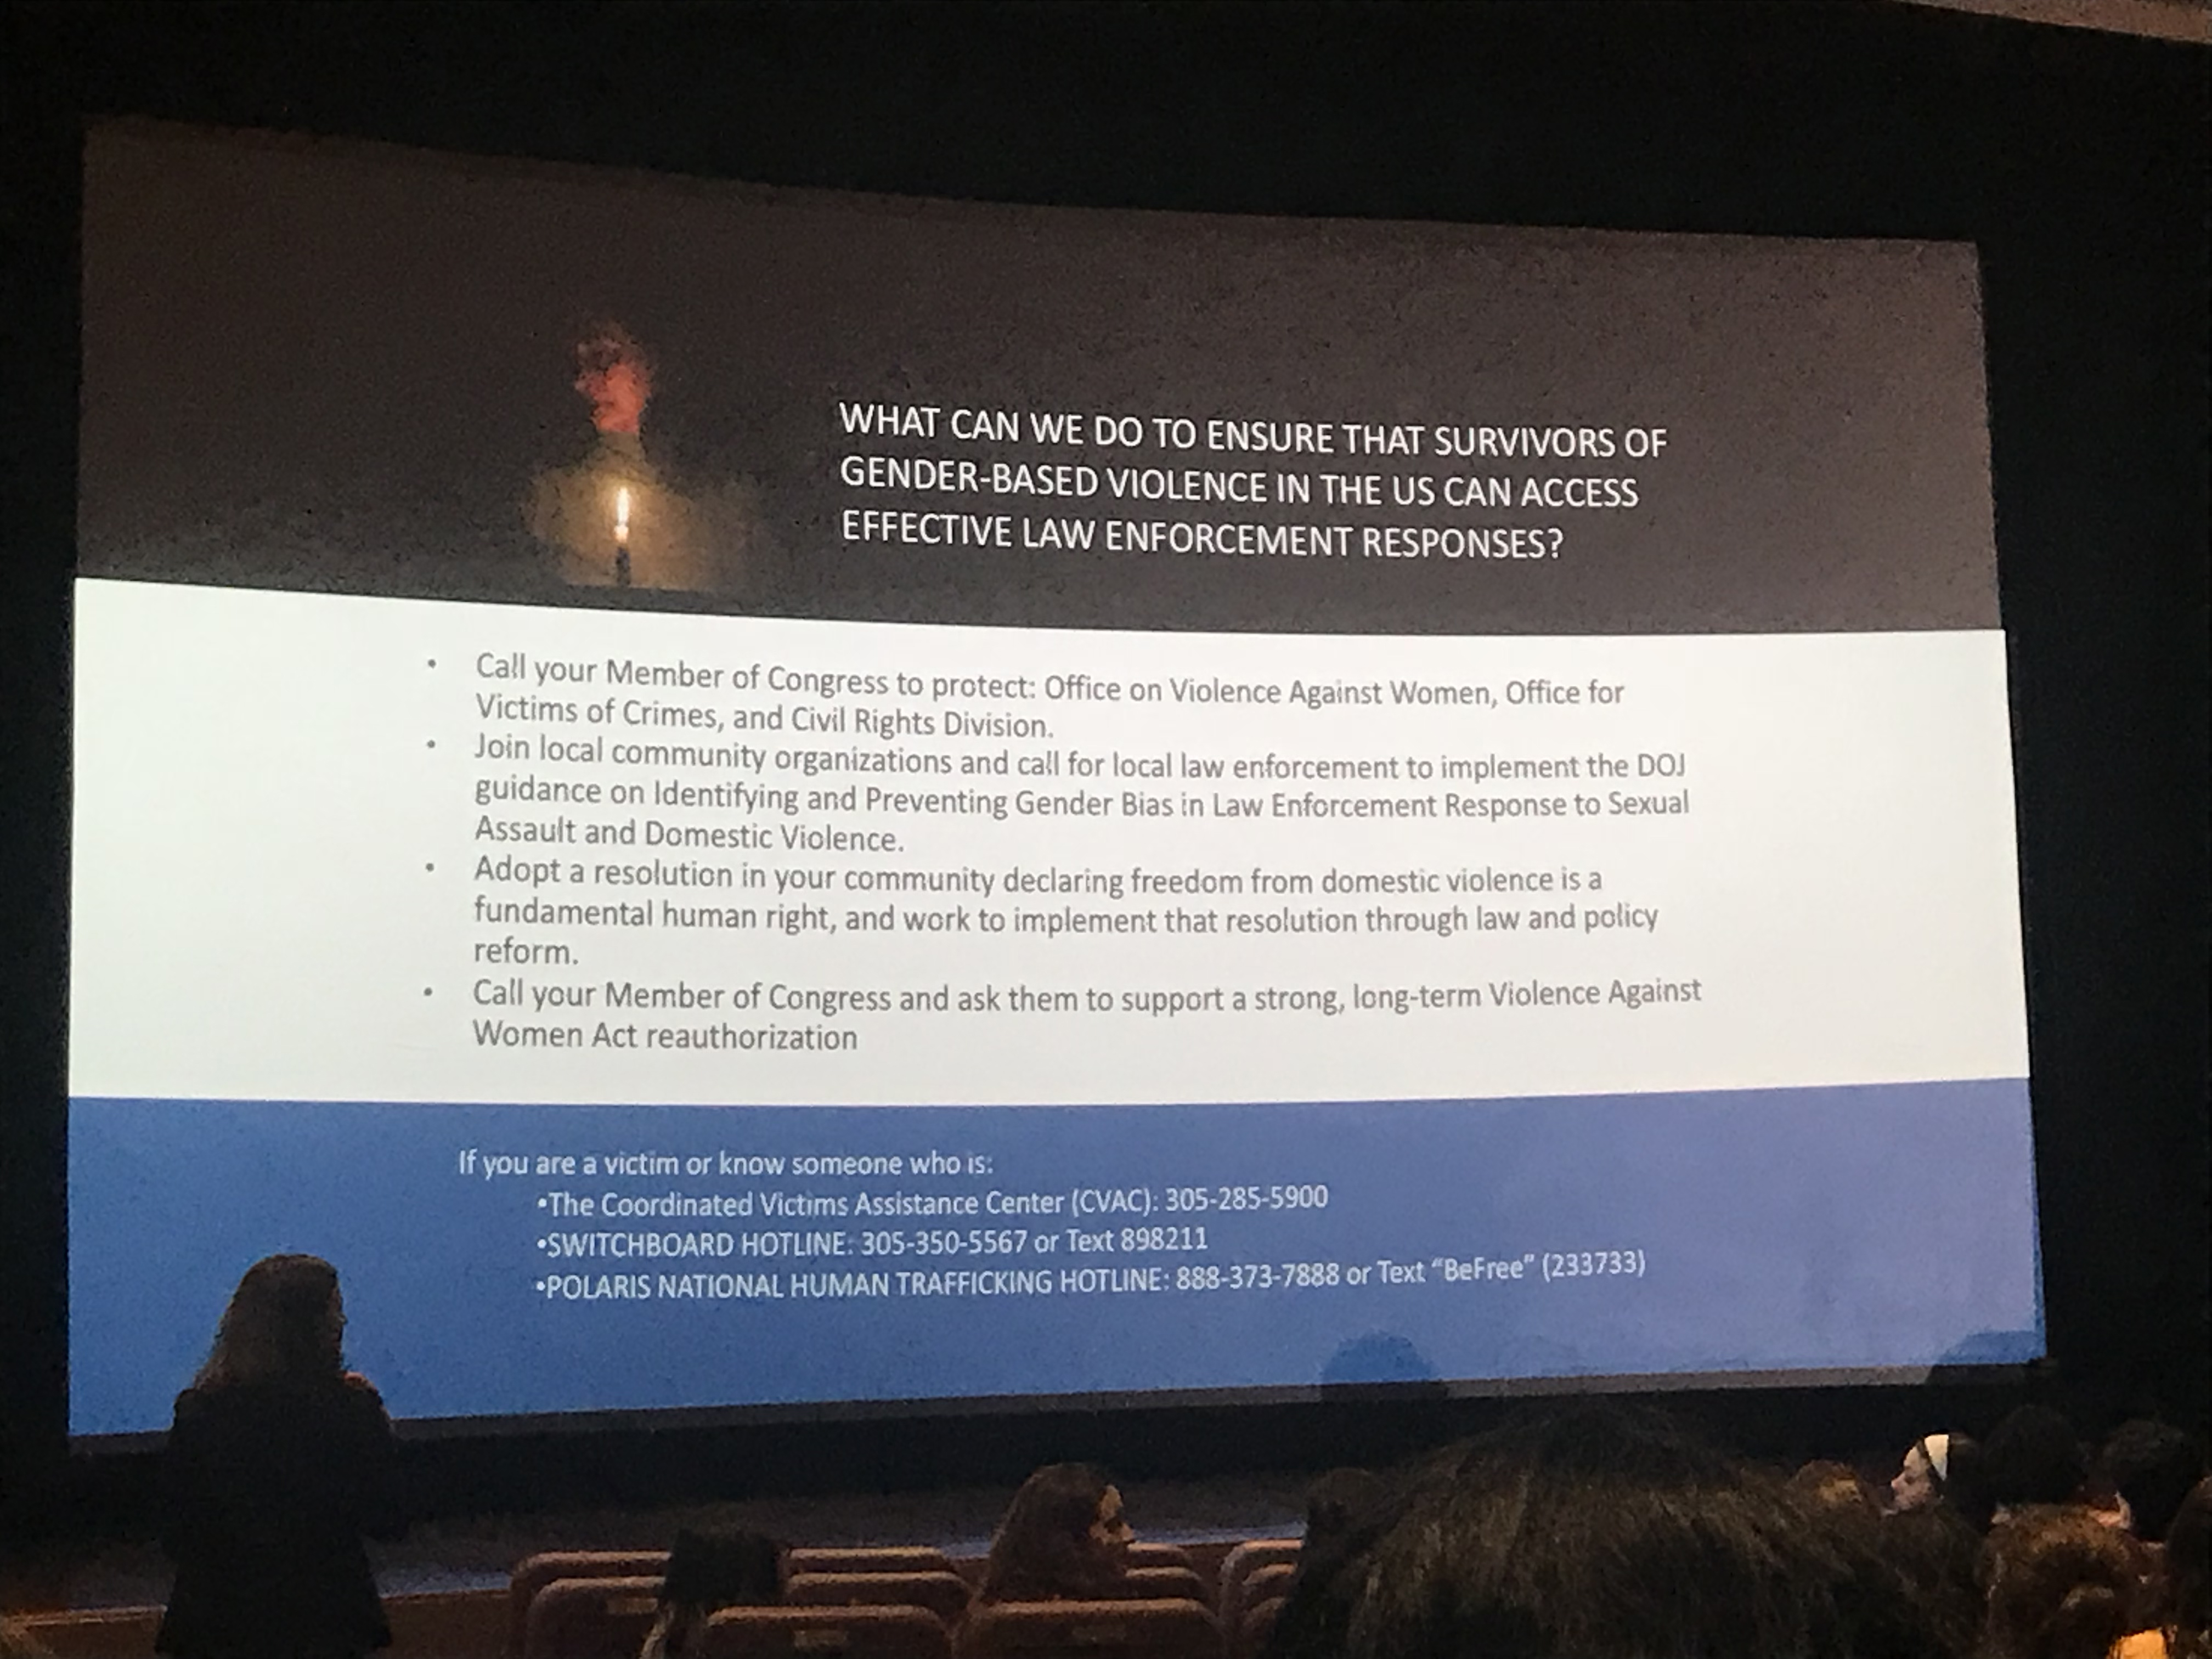 WHAT CAN WE DO TO ENSURE THAT SURVIVORS OF
GENDER-BASED VIOLENCE IN THE US CAN ACCESS
EFFECTIVE LAW ENFORCEMENT RESPONSES?
• Call your Member of Congress to protect: Office on Violence Against Women, Office for
Victims of Crimes, and Civil Rights Division.
• Join local community organizations and call for local law enforcement to implement the DOJ
guidance on Identifying and Preventing Gender Bias in Law Enforcement Response to Sexual
Assault and Domestic Violence.
• Adopt a resolution in your community declaring freedom from domestic violence is a
fundamental human right, and work to implement that resolution through law and policy
reform.
• Call your Member of Congress and ask them to support a strong, long-term Violence Against
Women Act reauthorization
If you are a victim or know someone who is:
•The Coordinated Victims Assistance Center (CVAC): 305-285-5900
•SWITCHBOARD HOTLINE: 305-350-5567 or Text 898211
•POLARIS NATIONAL HUMAN TRAFFICKING HOTLINE: 888-373-7888 or Text “BeFree” (233733)